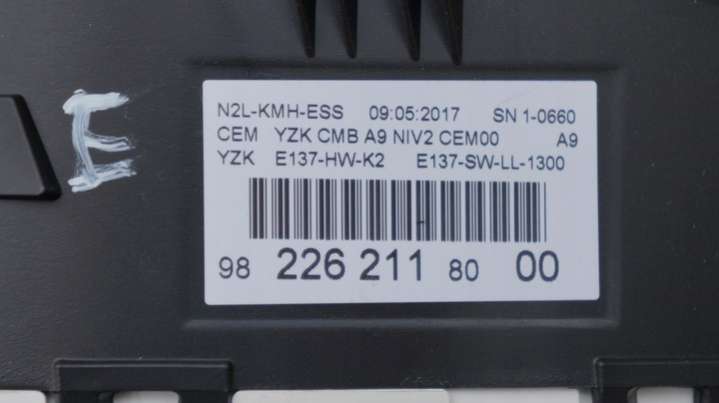 E
N2L-KMH-ESS 09:05:2017 SN 1-0660
CEM YZK CMB A9 NIV2 CEM00 A9
YZK E137-HW-K2 E137-SW-LL-1300
98 226 211 80 00